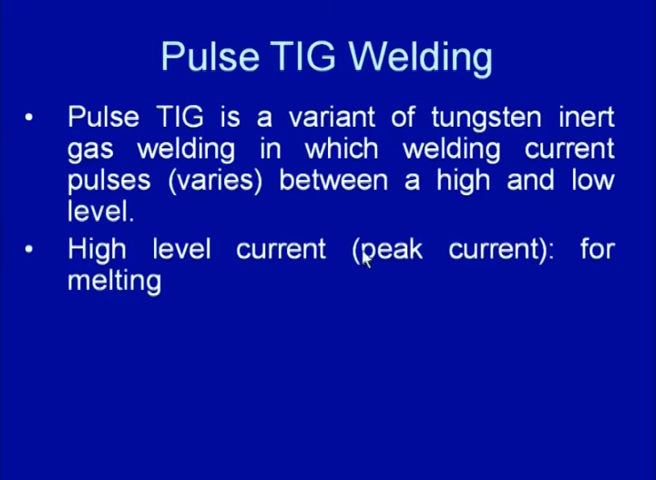 Pulse TIG Welding
• Pulse TIG is a variant of tungsten inert
gas welding in which welding current
pulses (varies) between a high and low
level.
• High level current (peak current): for
melting